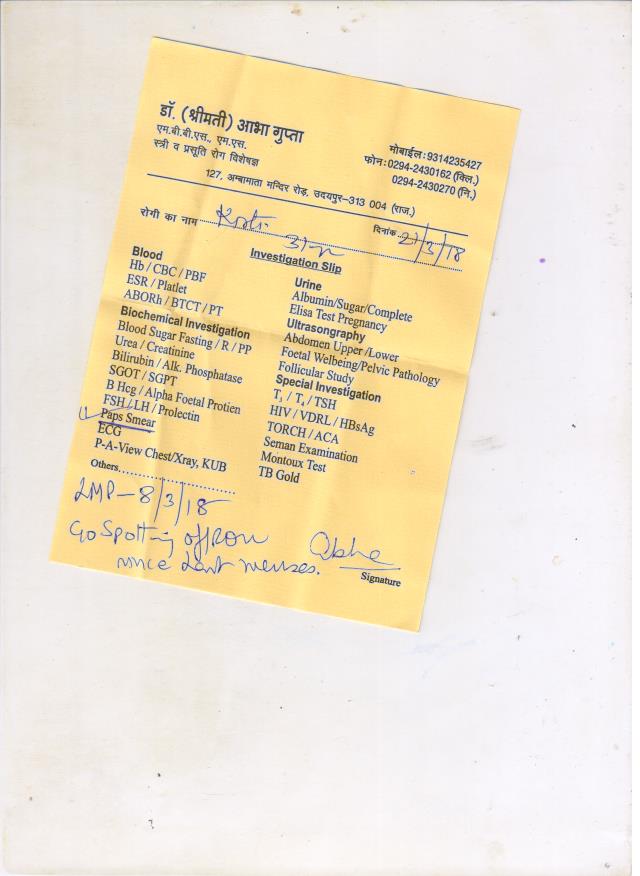 डॉ. (श्रीमती) आभा गुप्ता
एम.बी.बी.एस., एम.एस.
स्त्री व प्रसूति रोग विशेषज्ञ
मोबाईल:9314235427
फोन:0294-2430162 (क्लि.)
0294-2430270 (नि.)
127, अम्बामाता मन्दिर रोड़, उदयपुर–313 004 (राज.)
रोगी का नाम
दिनांक 27/3/18
Investigation Slip
Blood
Hb / CBC / PBF
ESR / Platlet
ABORh / BTCT / PT
Biochemical Investigation
Blood Sugar Fasting / R / PP
Urea / Creatinine
Bilirubin / Alk. Phosphatase
SGOT / SGPT
B Hcg / Alpha Foetal Protien
FSH / LH / Prolectin
Paps Smear
ECG
P-A-View Chest/Xray, KUB
Others
Urine
Albumin/Sugar/Complete
Elisa Test Pregnancy
Ultrasongraphy
Abdomen Upper /Lower
Foetal Welbeing/Pelvic Pathology
Follicular Study
Special Investigation
T3 / T4 / TSH
HIV / VDRL / HBsAg
TORCH / ACA
Seman Examination
Montoux Test
TB Gold
LMP-8/3/18
Co Spotting off/on
since last menses.
Abha
Signature